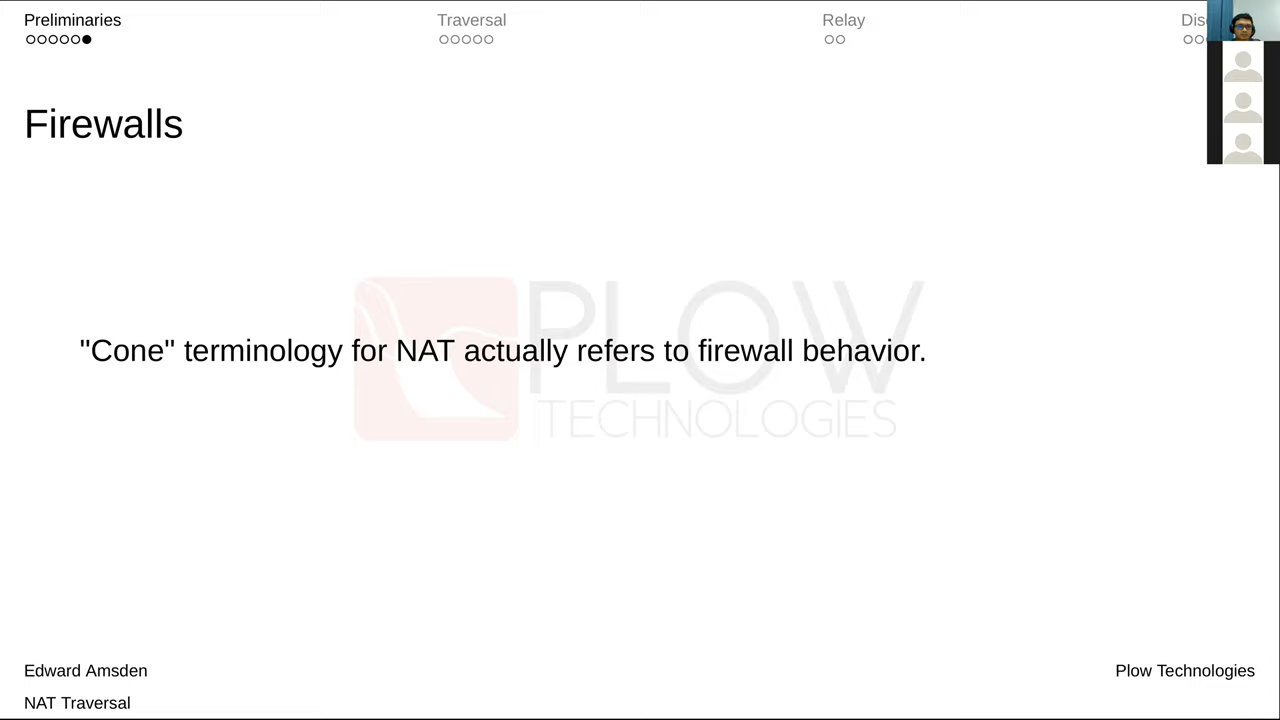 Preliminaries
Traversal
Relay
Firewalls
"Cone" terminology for NAT actually refers to firewall behavior.
PLOW
TECHNOLOGIES
Edward Amsden
Plow Technologies
NAT Traversal